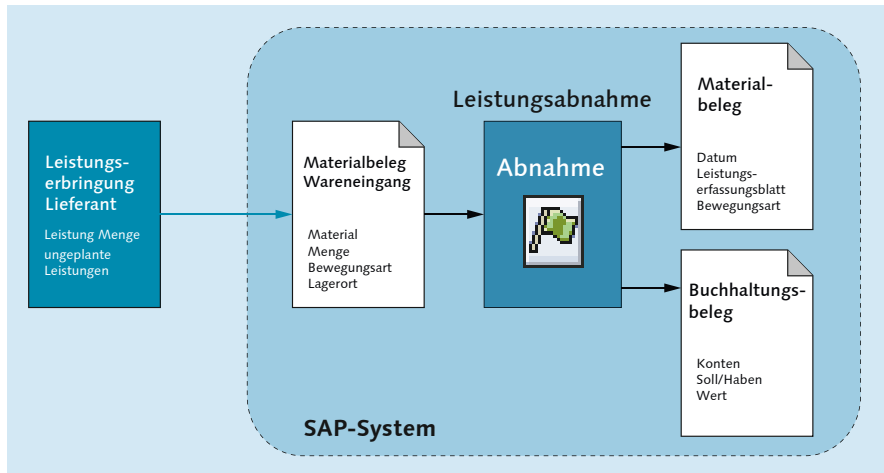 Leistungs-
erbringung
Lieferant
Leistung Menge
ungeplante
Leistungen
Materialbeleg
Wareneingang
Material
Menge
Bewegungsart
Lagerort
Leistungsabnahme
Abnahme
Material-
beleg
Datum
Leistungs-
erfassungsblatt
Bewegungsart
Buchhaltungs-
beleg
Konten
Soll/Haben
Wert
SAP-System